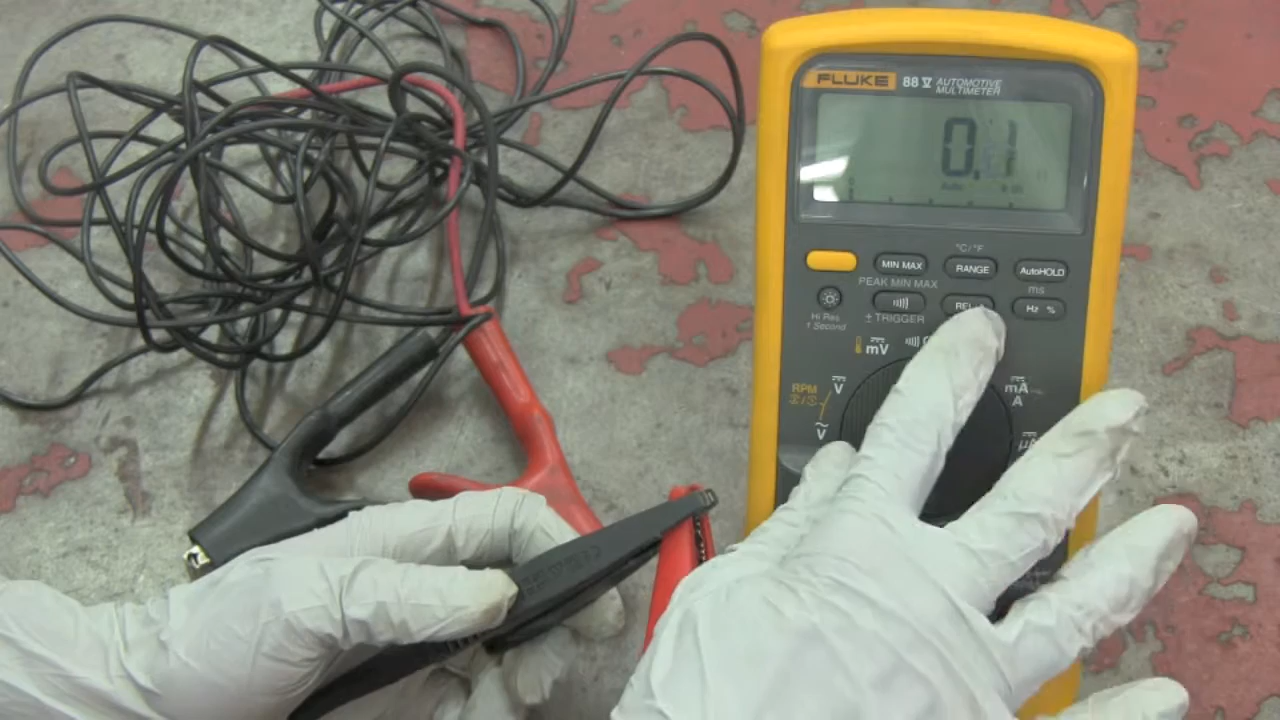 FLUKE 88 V AUTOMOTIVE
MULTIMETER
0.1
Auto
°C/°F
MIN MAX
RANGE
AutoHOLD
PEAK MIN MAX
ms
Hi Res
1 Second
± TRIGGER
Hz %
mV
RPM
V
mA
A
V